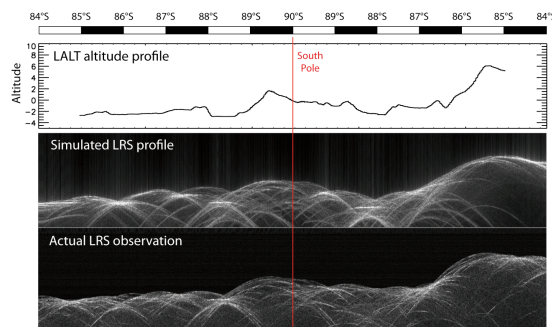 84°S 85°S 86°S 87°S 88°S 89°S 90°S 89°S 88°S 87°S 86°S 85°S 84°S
LALT altitude profile
South
Pole
Altitude
10
8
6
4
2
0
−2
−4
Simulated LRS profile
Actual LRS observation